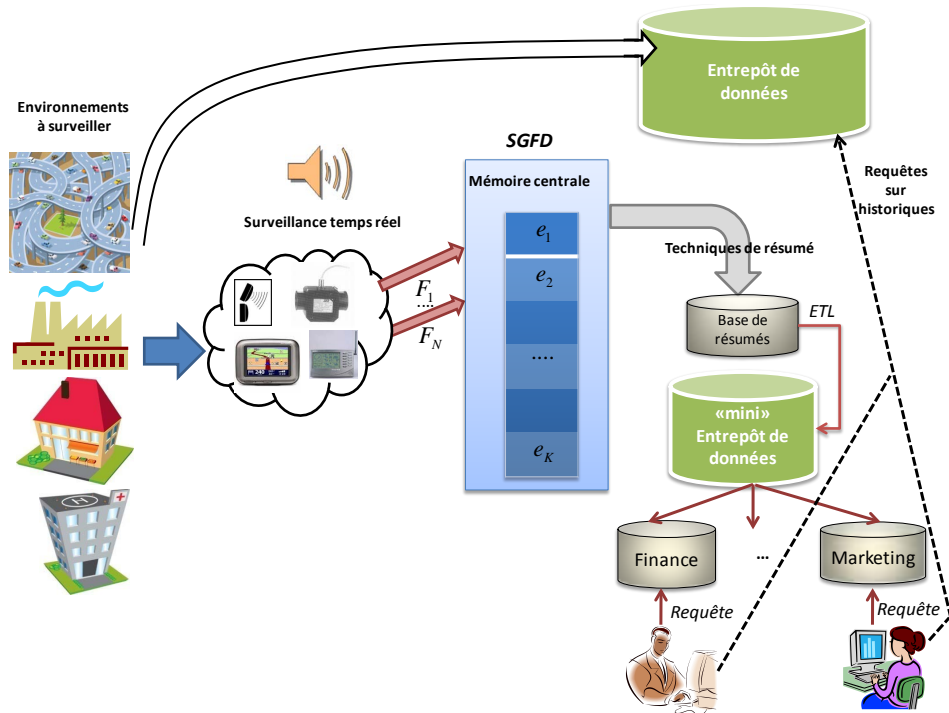 Entrepôt de
données
Environnements
à surveiller
SGFD
Requêtes
sur
historiques
Mémoire centrale
Surveillance temps réel
e1
Techniques de résumé
e2
F1
....
FN
Base de
résumés
ETL
....
«mini»
Entrepôt de
données
eK
Finance
...
Marketing
Requête
Requête